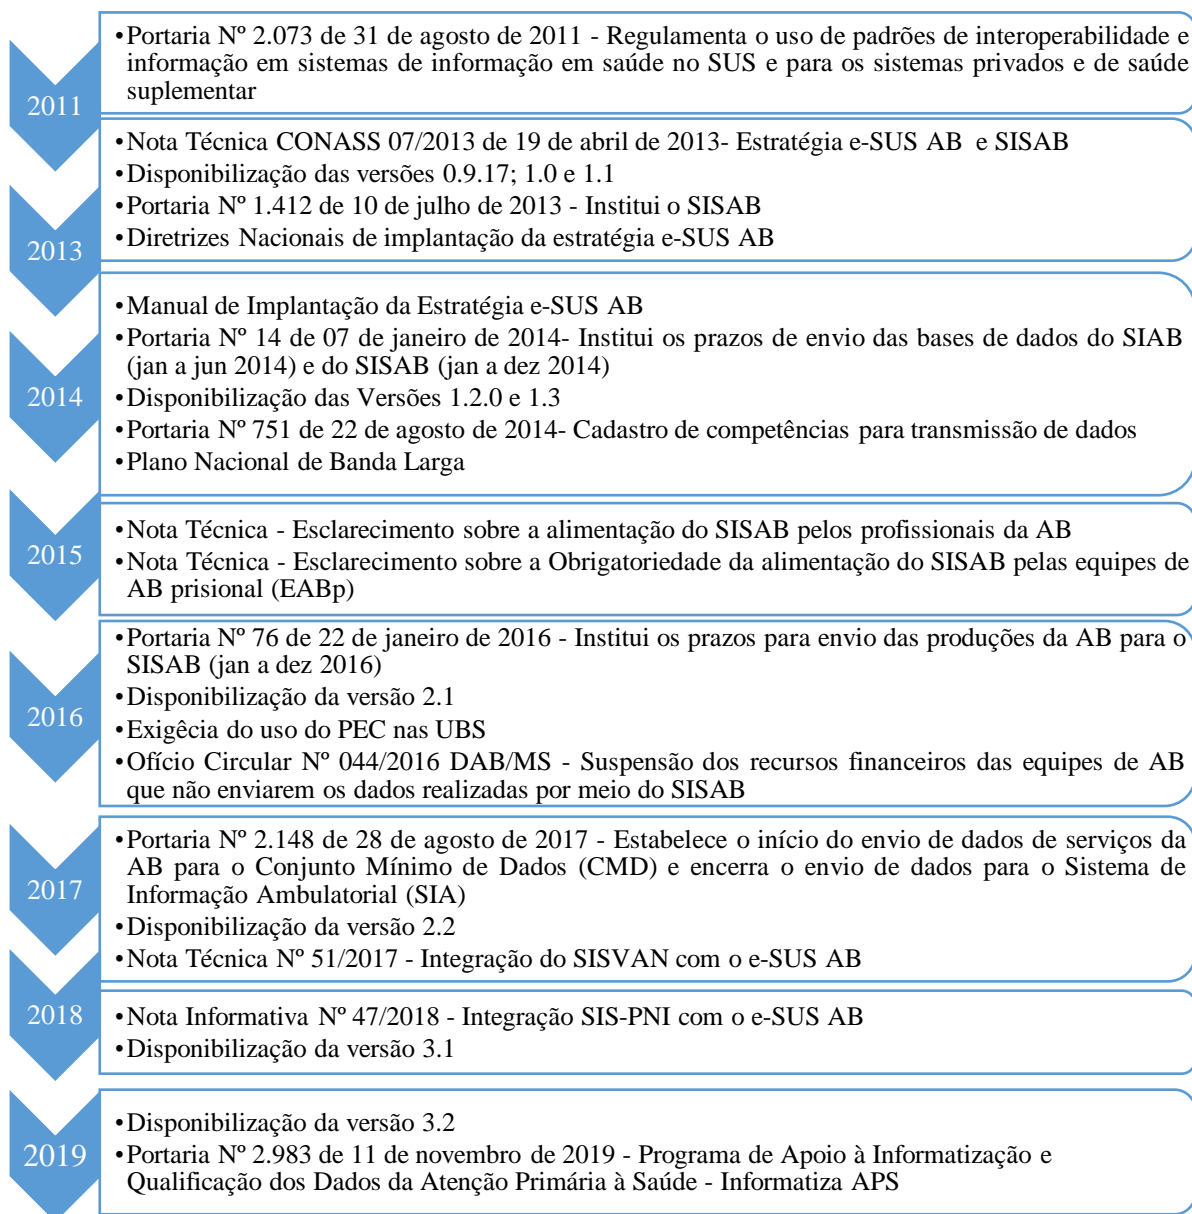 2011
•Portaria Nº 2.073 de 31 de agosto de 2011 - Regulamenta o uso de padrões de interoperabilidade e
informação em sistemas de informação em saúde no SUS e para os sistemas privados e de saúde
suplementar
2013
•Nota Técnica CONASS 07/2013 de 19 de abril de 2013- Estratégia e-SUS AB e SISAB
•Disponibilização das versões 0.9.17; 1.0 e 1.1
•Portaria Nº 1.412 de 10 de julho de 2013 - Institui o SISAB
•Diretrizes Nacionais de implantação da estratégia e-SUS AB
2014
•Manual de Implantação da Estratégia e-SUS AB
•Portaria Nº 14 de 07 de janeiro de 2014- Institui os prazos de envio das bases de dados do SIAB
(jan a jun 2014) e do SISAB (jan a dez 2014)
•Disponibilização das Versões 1.2.0 e 1.3
•Portaria Nº 751 de 22 de agosto de 2014- Cadastro de competências para transmissão de dados
•Plano Nacional de Banda Larga
2015
•Nota Técnica - Esclarecimento sobre a alimentação do SISAB pelos profissionais da AB
•Nota Técnica - Esclarecimento sobre a Obrigatoriedade da alimentação do SISAB pelas equipes de
AB prisional (EABp)
2016
•Portaria Nº 76 de 22 de janeiro de 2016 - Institui os prazos para envio das produções da AB para o
SISAB (jan a dez 2016)
•Disponibilização da versão 2.1
•Exigêcia do uso do PEC nas UBS
•Ofício Circular Nº 044/2016 DAB/MS - Suspensão dos recursos financeiros das equipes de AB
que não enviarem os dados realizadas por meio do SISAB
2017
•Portaria Nº 2.148 de 28 de agosto de 2017 - Estabelece o início do envio de dados de serviços da
AB para o Conjunto Mínimo de Dados (CMD) e encerra o envio de dados para o Sistema de
Informação Ambulatorial (SIA)
•Disponibilização da versão 2.2
•Nota Técnica Nº 51/2017 - Integração do SISVAN com o e-SUS AB
2018
•Nota Informativa Nº 47/2018 - Integração SIS-PNI com o e-SUS AB
•Disponibilização da versão 3.1
2019
•Disponibilização da versão 3.2
•Portaria Nº 2.983 de 11 de novembro de 2019 - Programa de Apoio à Informatização e
Qualificação dos Dados da Atenção Primária à Saúde - Informatiza APS